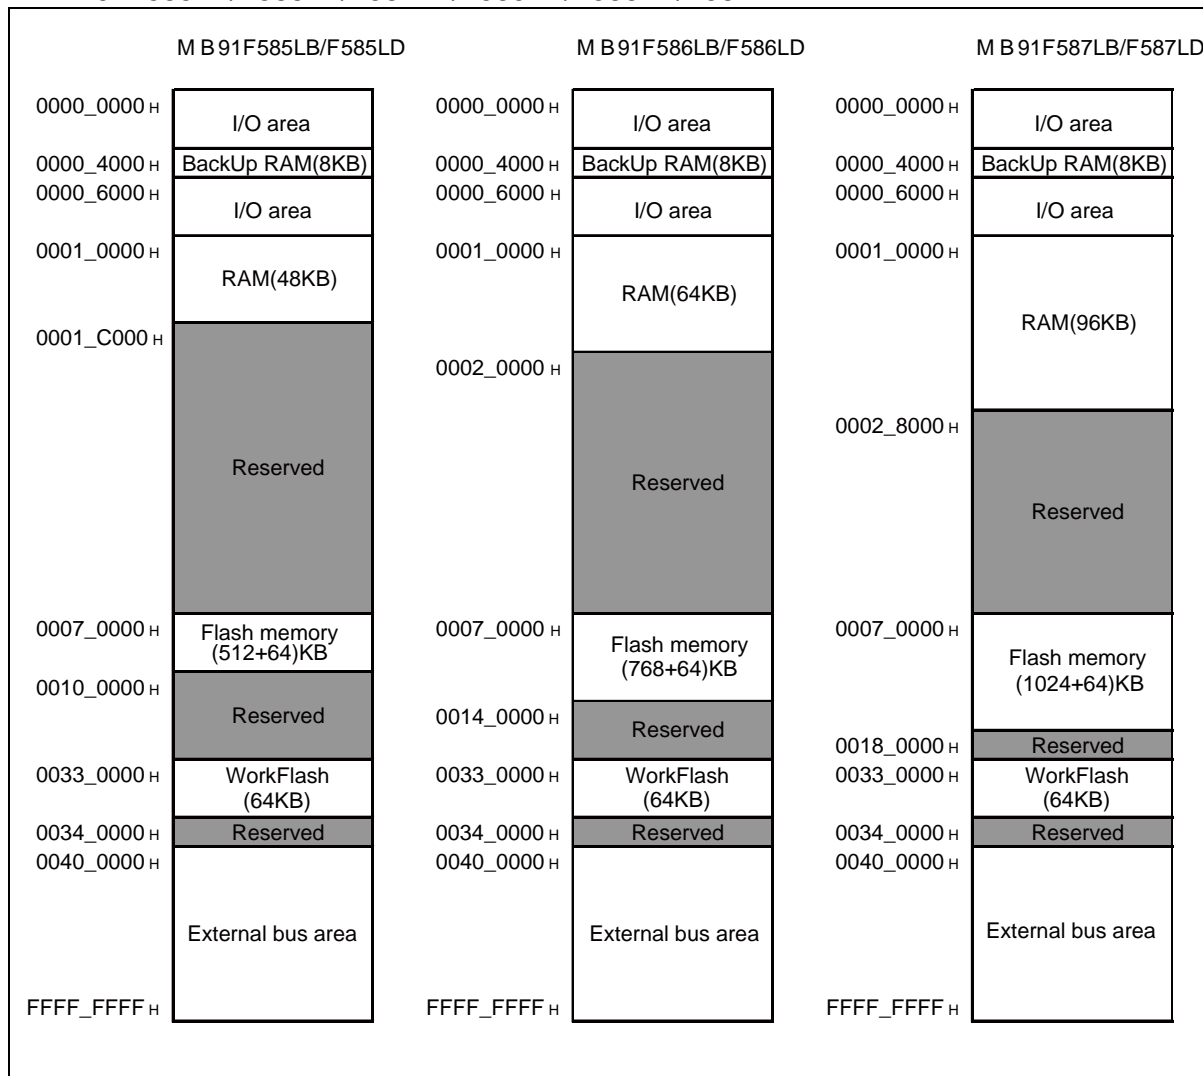 MB91F585LB/F585LD
0000_0000 H
I/O area
0000_4000 H
BackUp RAM(8KB)
0000_6000 H
I/O area
0001_0000 H
RAM(48KB)
0001_C000 H
Reserved
0007_0000 H
Flash memory
(512+64)KB
0010_0000 H
Reserved
0033_0000 H
WorkFlash
(64KB)
0034_0000 H
Reserved
0040_0000 H
External bus area
FFFF_FFFF H
MB91F586LB/F586LD
0000_0000 H
I/O area
0000_4000 H
BackUp RAM(8KB)
0000_6000 H
I/O area
0001_0000 H
RAM(64KB)
0002_0000 H
Reserved
0007_0000 H
Flash memory
(768+64)KB
0014_0000 H
Reserved
0033_0000 H
WorkFlash
(64KB)
0034_0000 H
Reserved
0040_0000 H
External bus area
FFFF_FFFF H
MB91F587LB/F587LD
0000_0000 H
I/O area
0000_4000 H
BackUp RAM(8KB)
0000_6000 H
I/O area
0001_0000 H
RAM(96KB)
0002_8000 H
Reserved
0007_0000 H
Flash memory
(1024+64)KB
0018_0000 H
Reserved
0033_0000 H
WorkFlash
(64KB)
0034_0000 H
Reserved
0040_0000 H
External bus area
FFFF_FFFF H